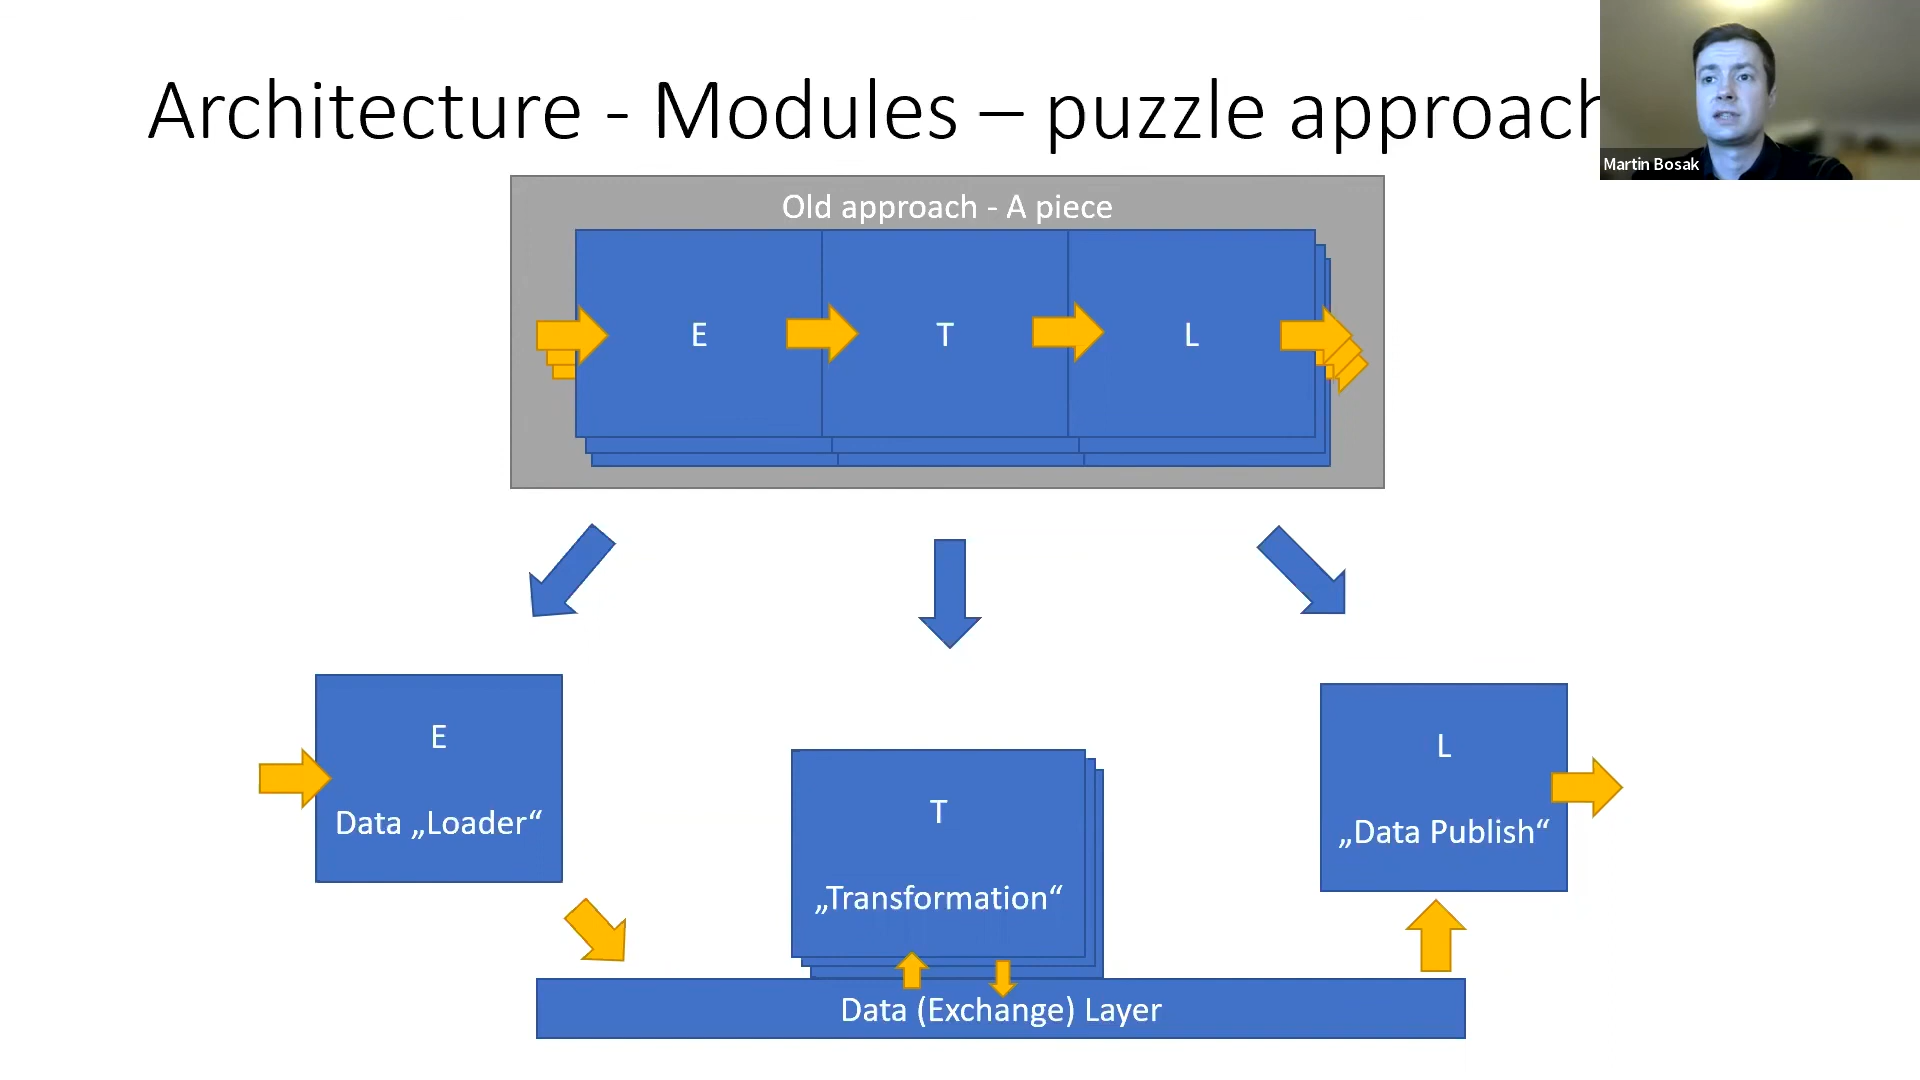 Architecture - Modules – puzzle approach
Martin Bosak
Old approach - A piece
E
T
L
E
Data „Loader“
T
„Transformation“
L
„Data Publish“
Data (Exchange) Layer